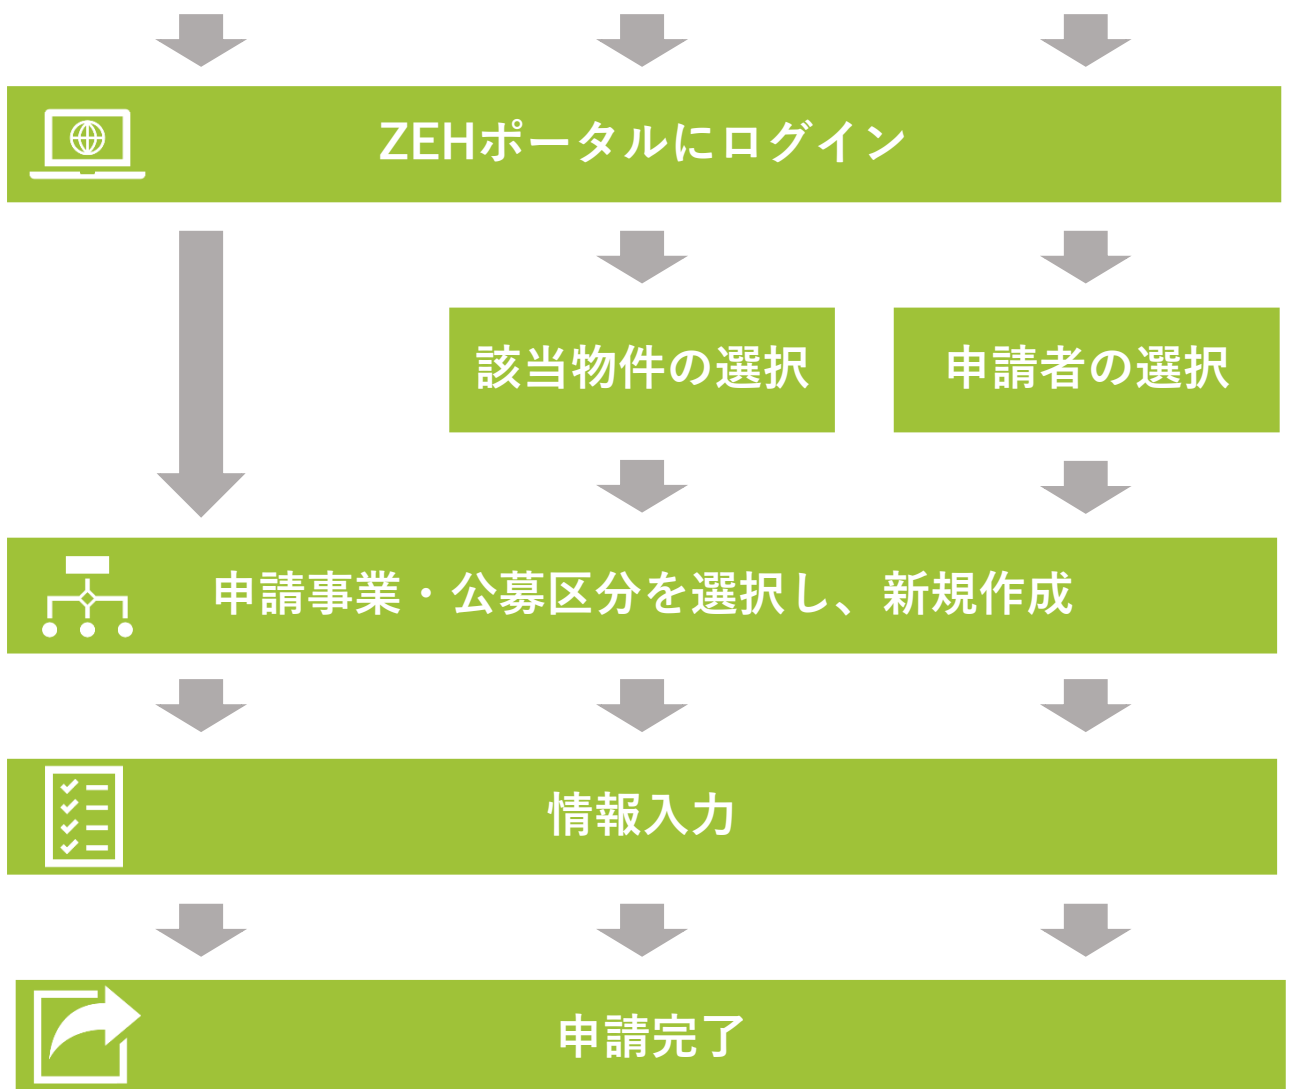 ZEHポータルにログイン
該当物件の選択
申請者の選択
申請事業・公募区分を選択し、新規作成
情報入力
申請完了